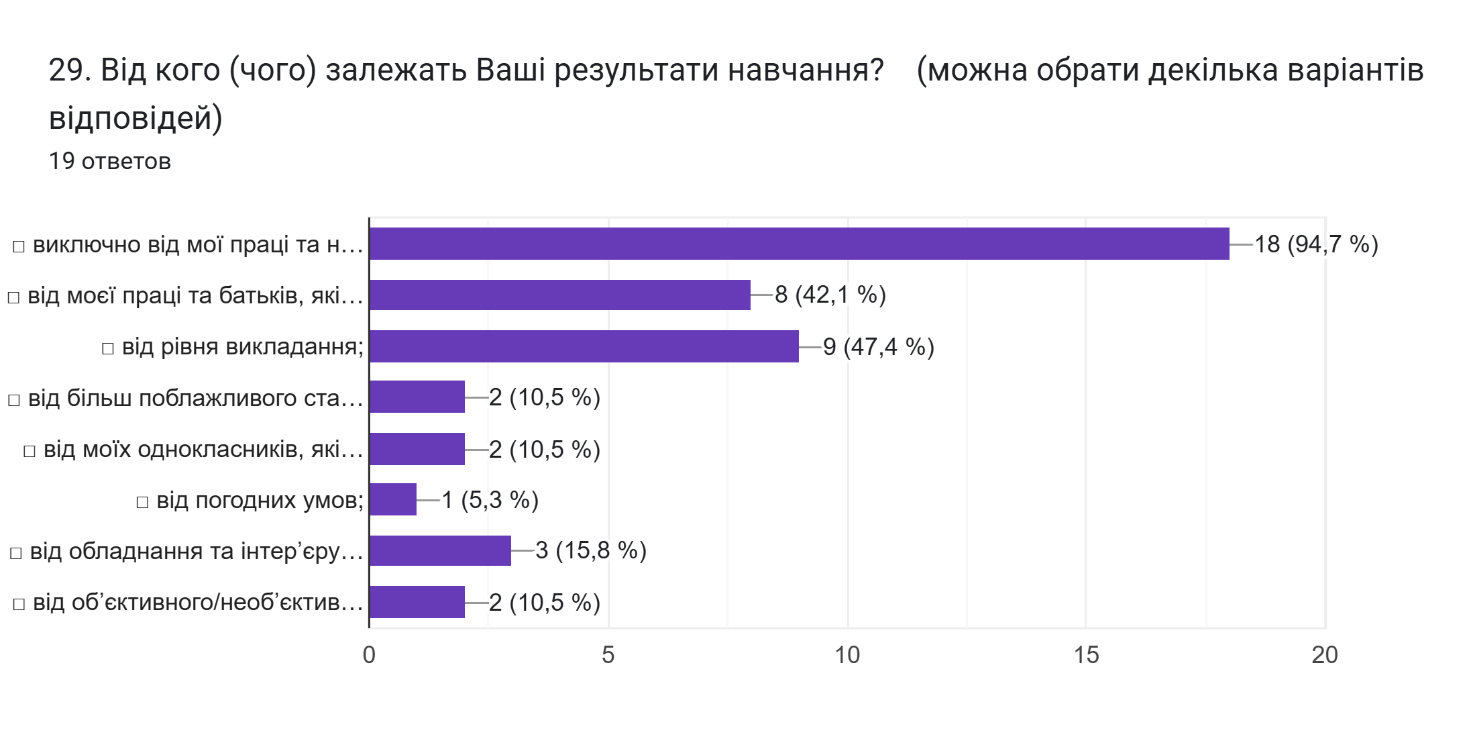 29. Від кого (чого) залежать Ваші результати навчання? (можна обрати декілька варіантів
відповідей)
19 ответов
□ виключно від мої праці та н… 18 (94,7 %)
□ від моєї праці та батьків, які… 8 (42,1 %)
□ від рівня викладання; 9 (47,4 %)
□ від більш поблажливого ста… 2 (10,5 %)
□ від моїх однокласників, які… 2 (10,5 %)
□ від погодних умов; 1 (5,3 %)
□ від обладнання та інтер’єру… 3 (15,8 %)
□ від об’єктивного/необ’єктив… 2 (10,5 %)
0 5 10 15 20